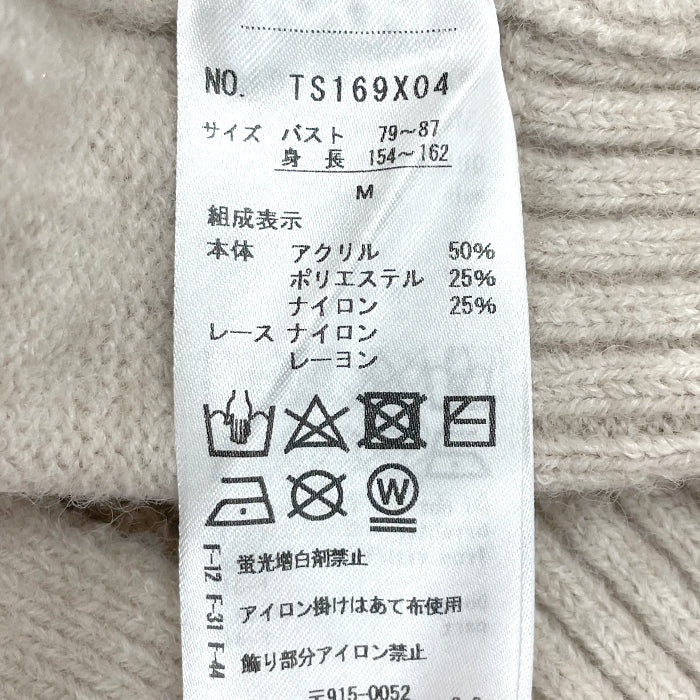 NO. TS169X04
サイズ バスト 79~87
身 長 154~162
M
組成表示
本体 アクリル 50%
ポリエステル 25%
ナイロン 25%
レース ナイロン
レーヨン
W
F-12 F-31 F-44
蛍光増白剤禁止
アイロン掛けはあて布使用
飾り部分アイロン禁止
〒915-0052